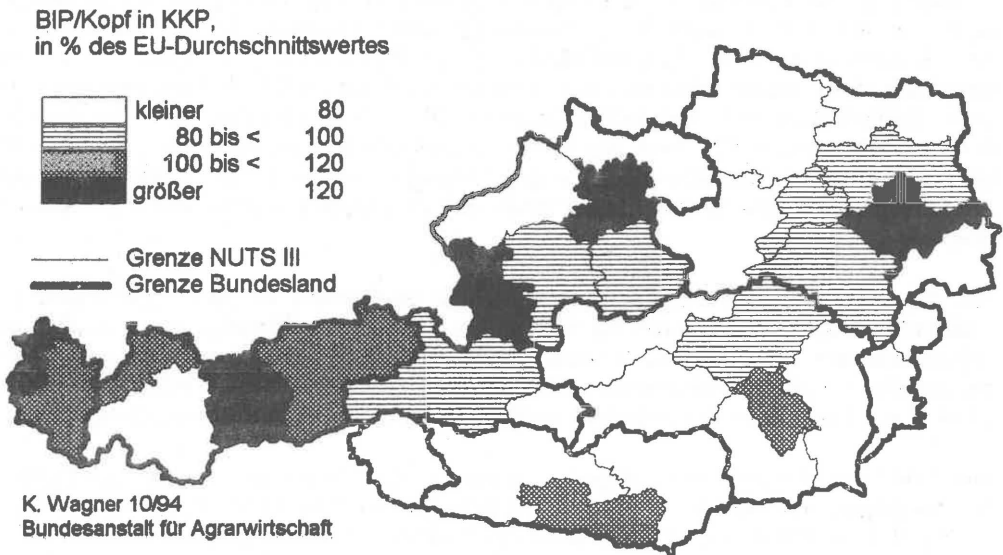 BIP/Kopf in KKP,
in % des EU-Durchschnittswertes
kleiner 80
80 bis < 100
100 bis < 120
größer 120
Grenze NUTS III
Grenze Bundesland
K. Wagner 10/94
Bundesanstalt für Agrarwirtschaft